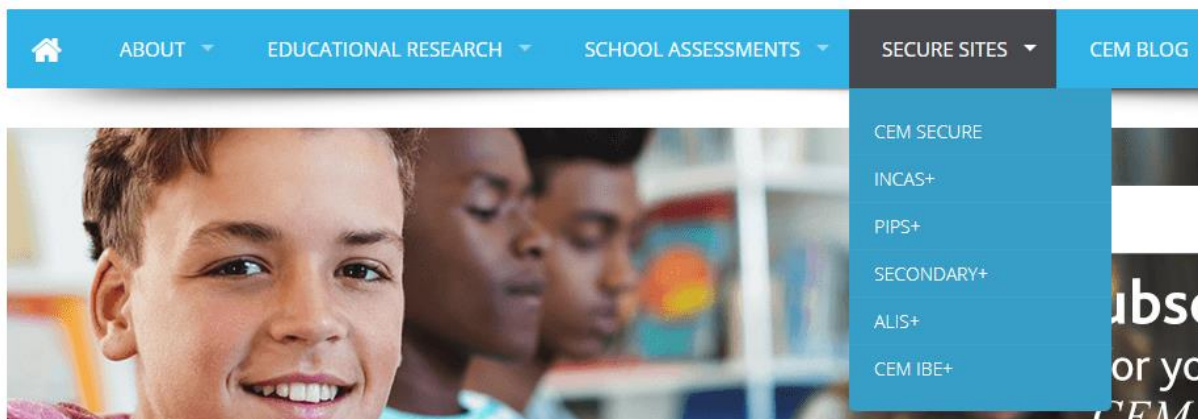 ABOUT EDUCATIONAL RESEARCH SCHOOL ASSESSMENTS SECURE SITES CEM BLOG
CEM SECURE
INCAS+
PIPS+
SECONDARY+
ALIS+
CEM IBE+